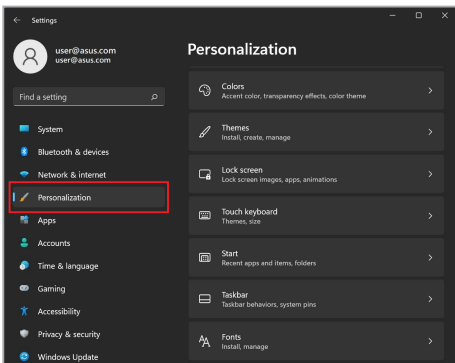 Settings
user@asus.com
user@asus.com
Find a setting
System
Bluetooth & devices
Network & internet
Personalization
Apps
Accounts
Time & language
Gaming
Accessibility
Privacy & security
Windows Update
Personalization
Colors
Accent color, transparency effects, color theme
Themes
Install, create, manage
Lock screen
Lock screen images, apps, animations
Touch keyboard
Themes, size
Start
Recent apps and items, folders
Taskbar
Taskbar behaviors, system pins
Fonts
Install, manage